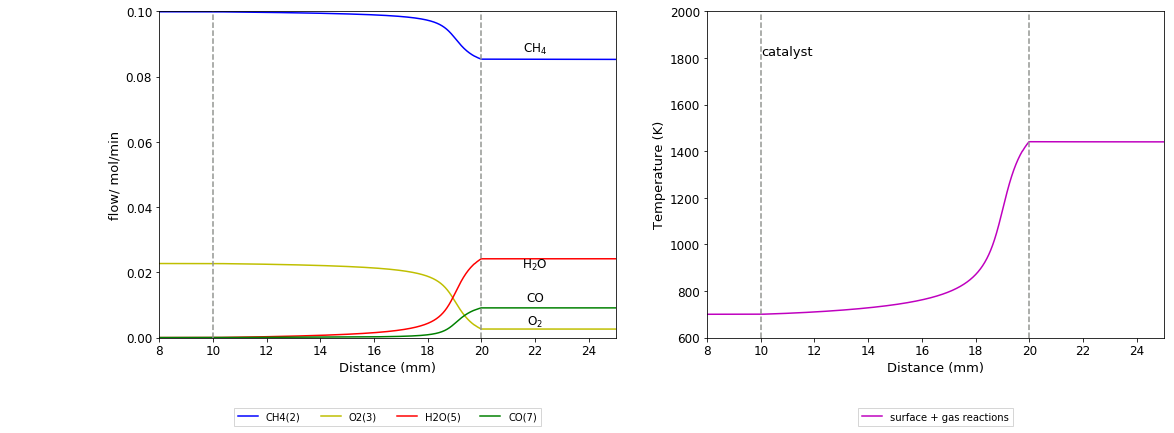 0.10
0.08
0.06
0.04
0.02
0.00
flow/ mol/min
CH₄
H₂O
CO
O₂
8 10 12 14 16 18 20 22 24
Distance (mm)
CH4(2) O2(3) H2O(5) CO(7)
2000
1800
1600
1400
1200
1000
800
600
Temperature (K)
catalyst
8 10 12 14 16 18 20 22 24
Distance (mm)
surface + gas reactions